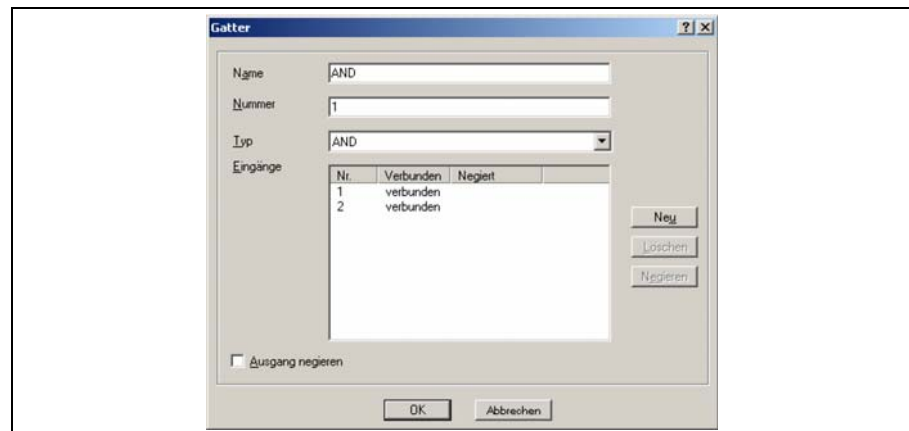 Gatter
Name AND
Nummer 1
Typ AND
Eingänge
Nr. Verbunden Negiert
1 verbunden
2 verbunden
Neu
Löschen
Negieren
Ausgang negieren
OK Abbrechen